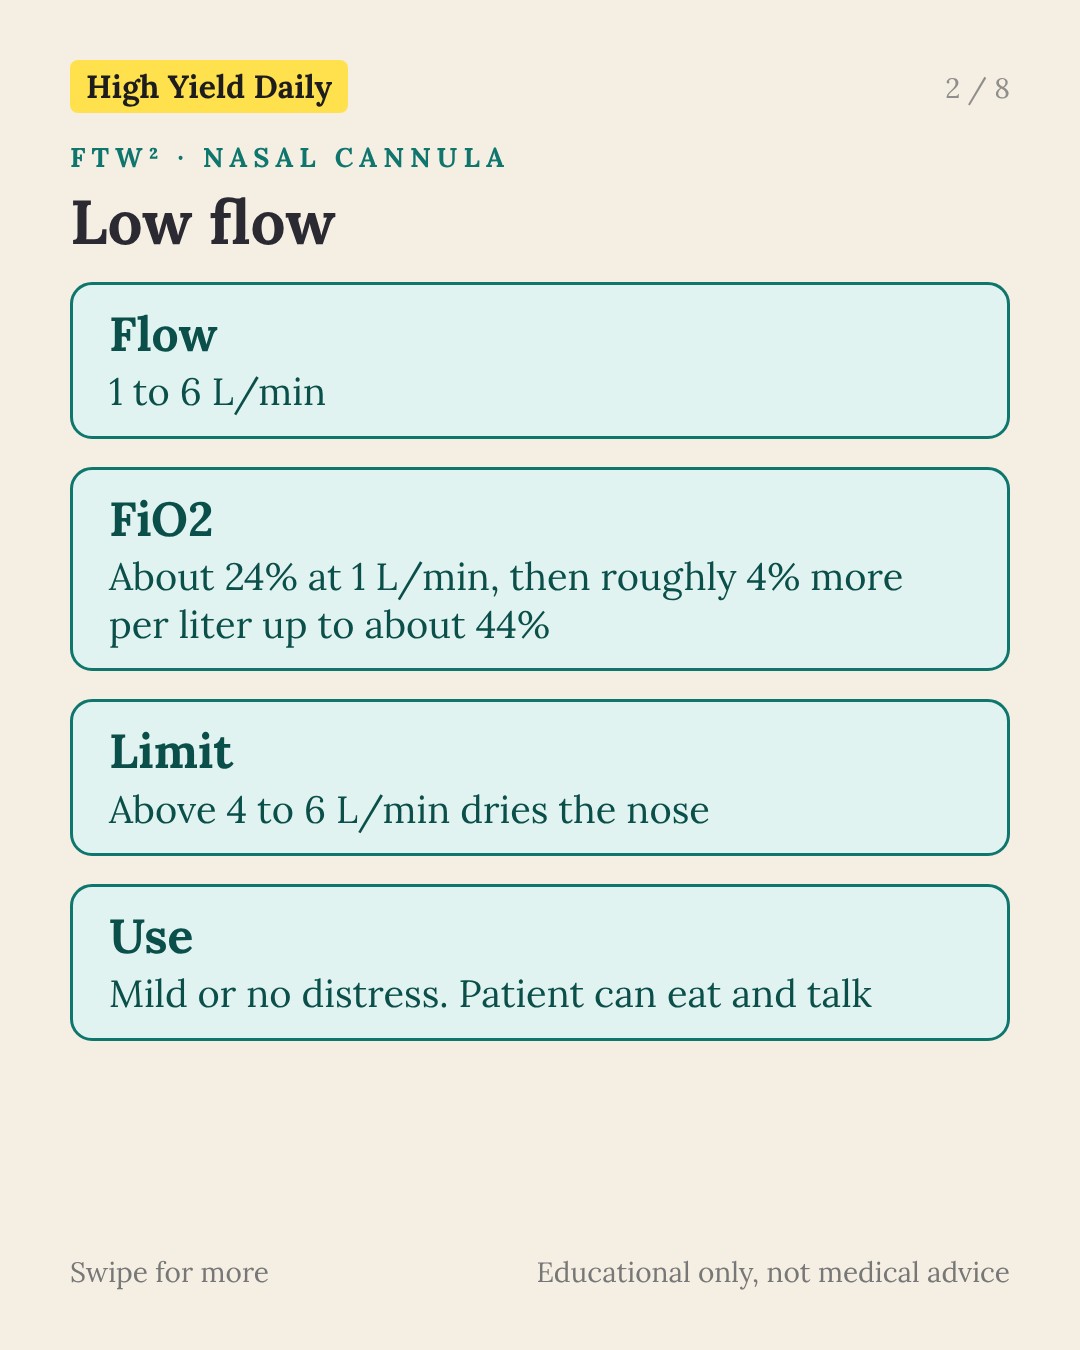 High Yield Daily
2 / 8
FTW² · NASAL CANNULA
Low flow
Flow
1 to 6 L/min
FiO2
About 24% at 1 L/min, then roughly 4% more
per liter up to about 44%
Limit
Above 4 to 6 L/min dries the nose
Use
Mild or no distress. Patient can eat and talk
Swipe for more
Educational only, not medical advice